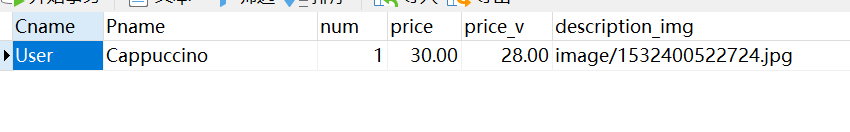 Cname Pname num price price_v description_img
User Cappuccino 1 30.00 28.00 image/1532400522724.jpg